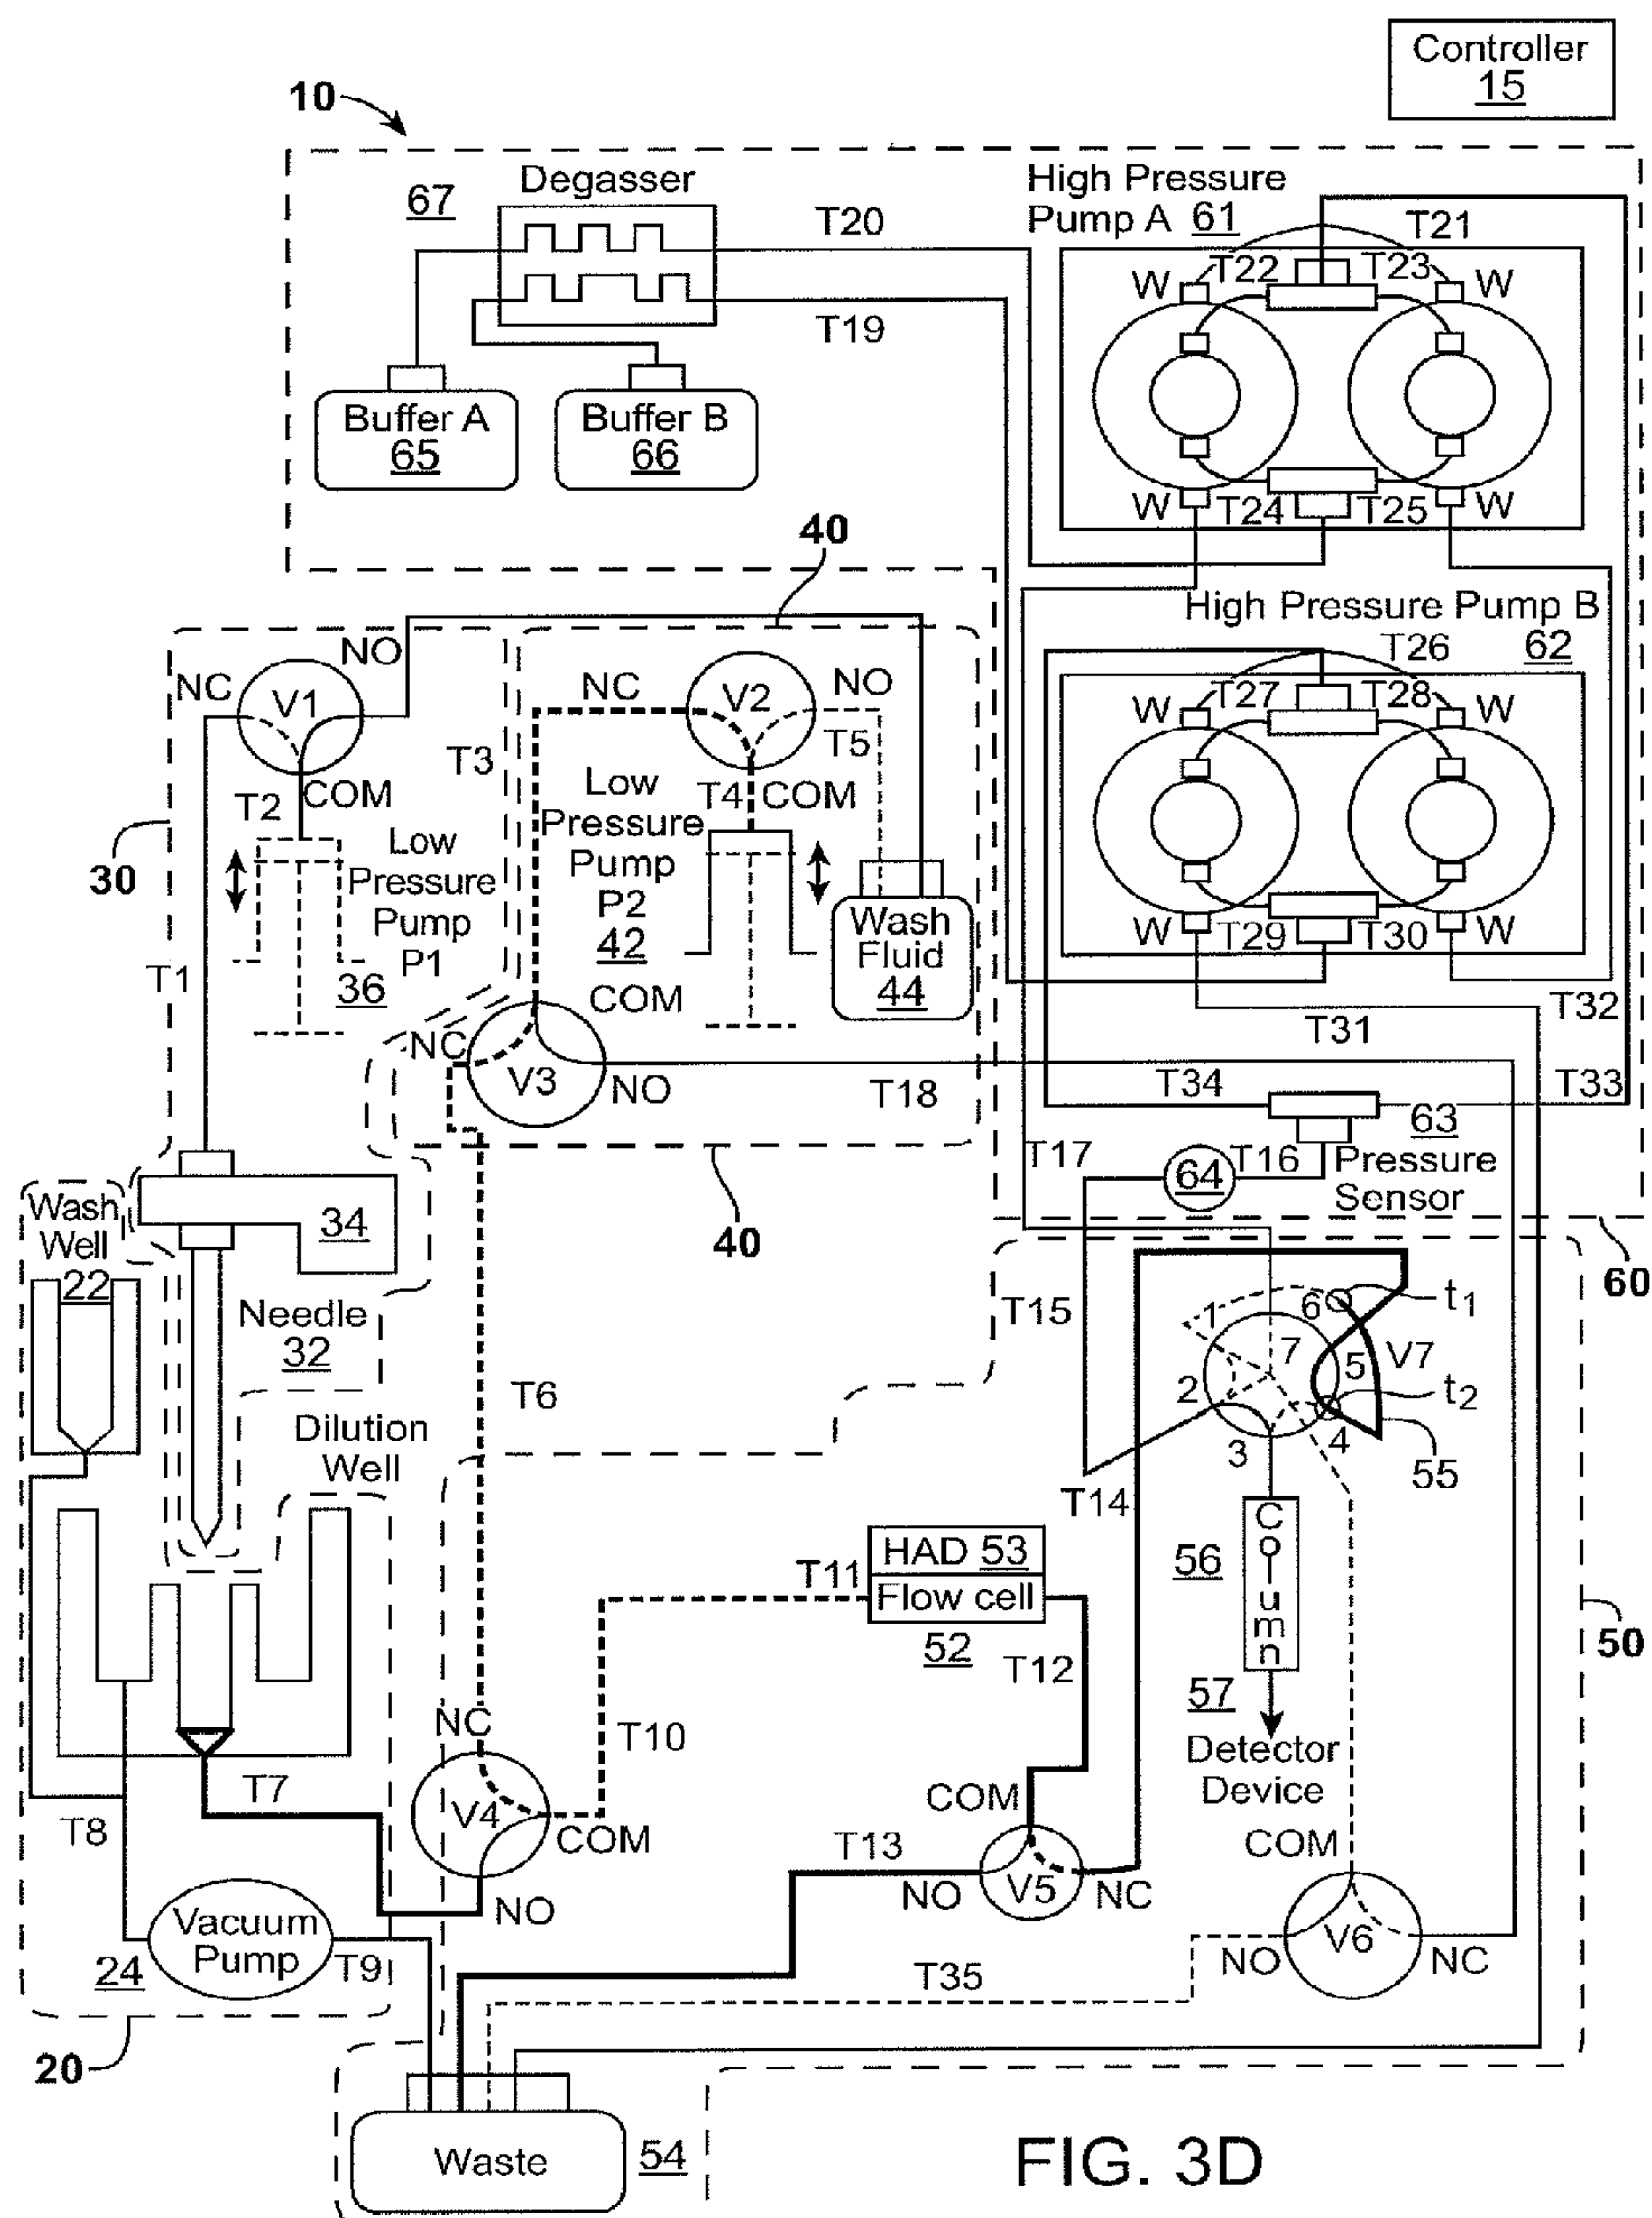 Controller
15
10
67
Degasser
T20
T19
High Pressure
Pump A 61
T21
W
T22
T23
W
Buffer A
65
Buffer B
66
W
T24
T25
W
40
High Pressure Pump B
62
T26
W
T27
T28
W
NO
NC
V1
T3
COM
T2
30
Low
Pressure
Pump
P1
36
T1
NC
V2
NO
T5
Low
Pressure
Pump
P2
42
T4
COM
Wash
Fluid
44
COM
NC
V3
NO
T18
W
T29
T30
W
T32
T31
T34
T33
63
T17
64
T16
Pressure
Sensor
60
40
Wash
Well
22
34
Needle
32
Dilution
Well
T6
T15
1
6
t1
7
5
V7
2
t2
3
4
55
T14
HAD 53
Flow cell
52
T11
T12
56
Column
57
Detector
Device
50
NC
T10
V4
COM
NO
T7
T8
Vacuum
Pump
24
T9
20
COM
T13
NO
V5
NC
COM
V6
NO
NC
T35
Waste
54
FIG. 3D